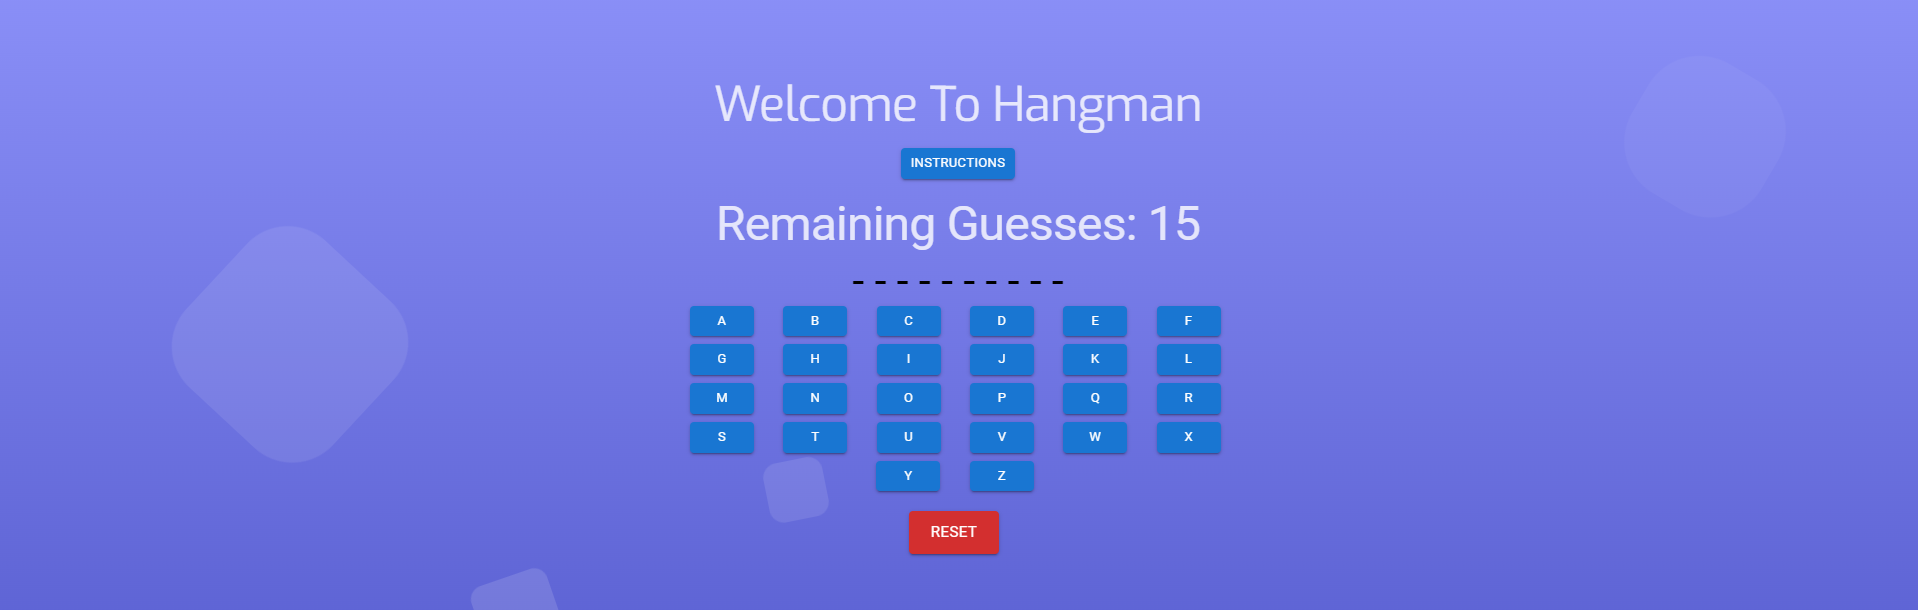 Welcome To Hangman
INSTRUCTIONS
Remaining Guesses: 15
_ _ _ _ _ _ _ _ _ _
A B C D E F
G H I J K L
M N O P Q R
S T U V W X
Y Z
RESET